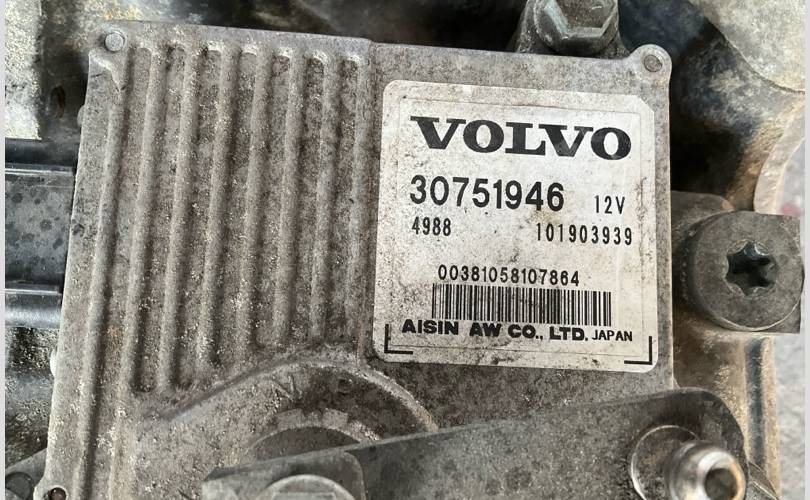 VOLVO
30751946 12V
4988 101903939
00381058107864
AISIN AW CO., LTD. JAPAN